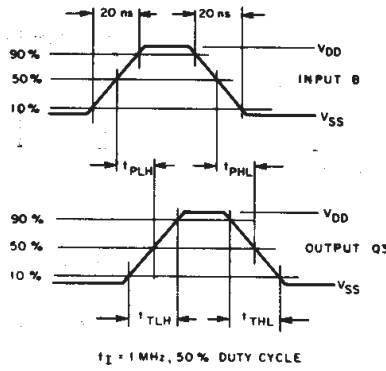 20 ns 20 ns
90 % VDD
50 % INPUT B
10 % VSS
tPLH tPHL
90 % VDD
50 % OUTPUT Q3
10 % VSS
tTLH tTHL
fI = 1 MHz, 50 % DUTY CYCLE